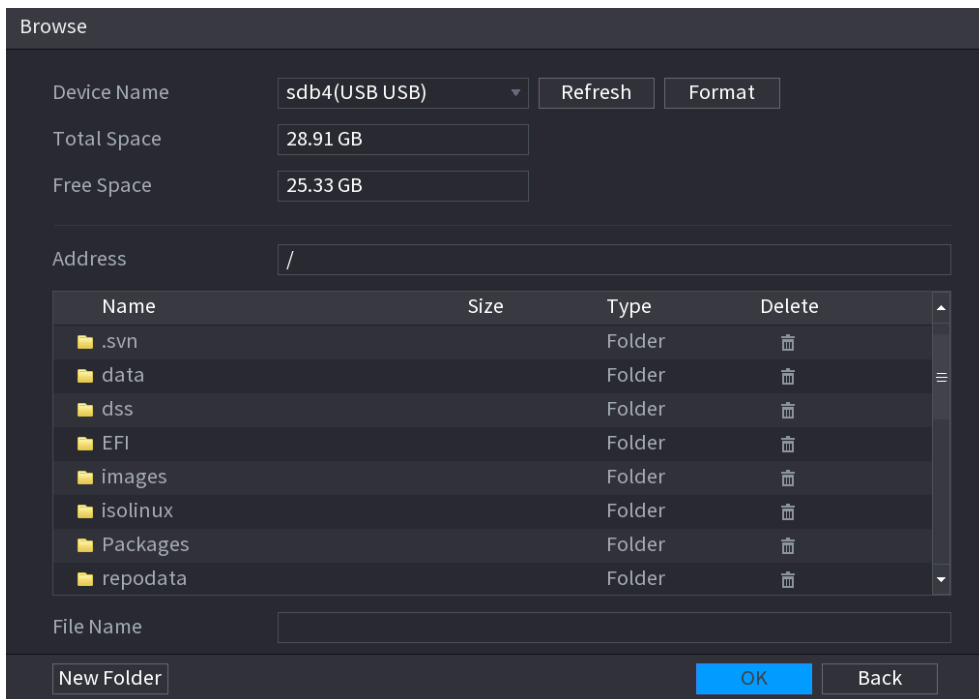 Browse
Device Name sdb4(USB USB) Refresh Format
Total Space 28.91 GB
Free Space 25.33 GB
Address /
Name Size Type Delete
.svn Folder
data Folder
dss Folder
EFI Folder
images Folder
isolinux Folder
Packages Folder
repodata Folder
File Name
New Folder OK Back